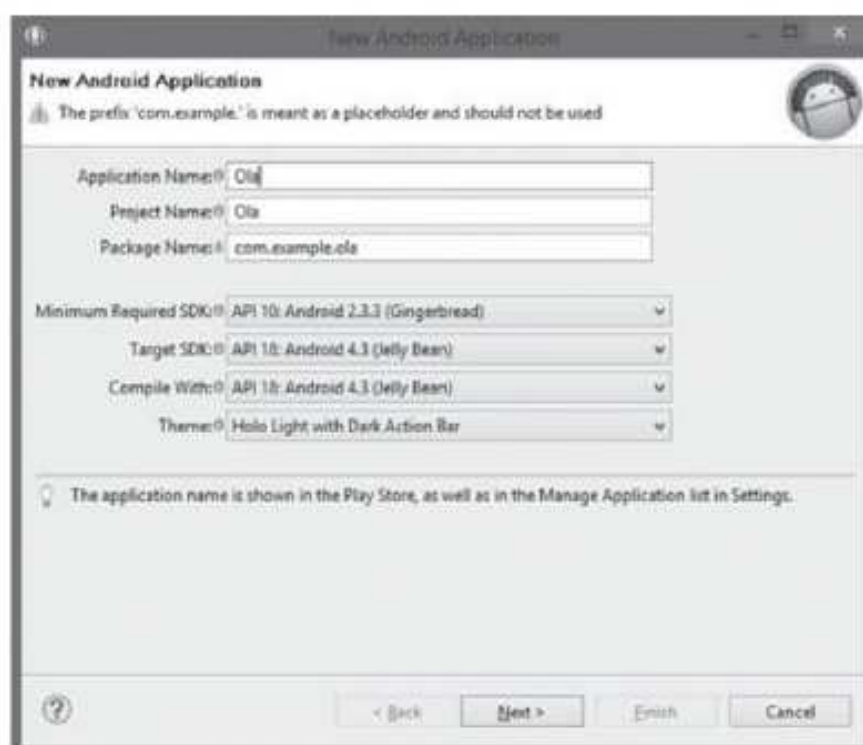 New Android Application
New Android Application
The prefix 'com.example.' is meant as a placeholder and should not be used
Application Name: Ola
Project Name: Ola
Package Name: com.example.ola
Minimum Required SDK: API 10: Android 2.3.3 (Gingerbread)
Target SDK: API 18: Android 4.3 (Jelly Bean)
Compile With: API 18: Android 4.3 (Jelly Bean)
Theme: Holo Light with Dark Action Bar
The application name is shown in the Play Store, as well as in the Manage Application list in Settings.
? < Back Next > Finish Cancel